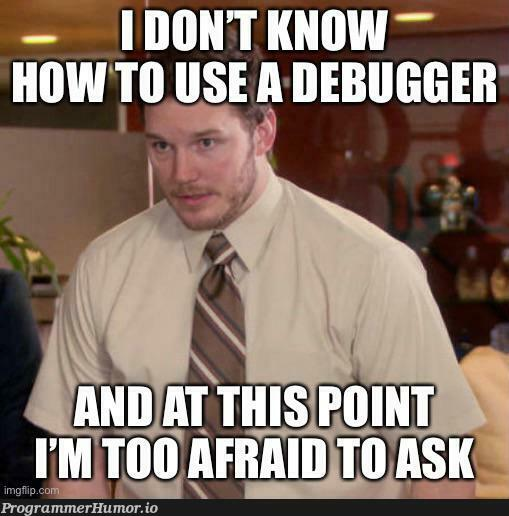 I DON'T KNOW
HOW TO USE A DEBUGGER
AND AT THIS POINT
I'M TOO AFRAID TO ASK
imgflip.com
ProgrammerHumor.io